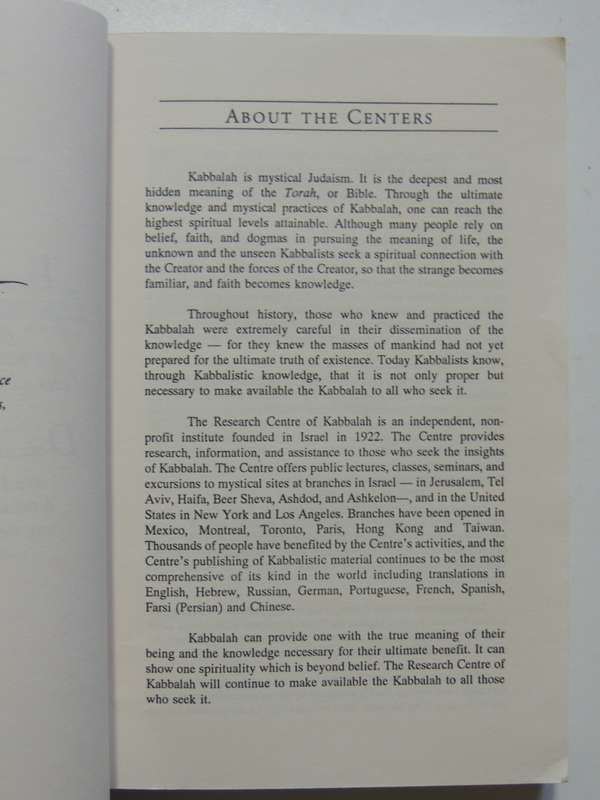 ce
s,
ABOUT THE CENTERS
Kabbalah is mystical Judaism. It is the deepest and most
hidden meaning of the Torah, or Bible. Through the ultimate
knowledge and mystical practices of Kabbalah, one can reach the
highest spiritual levels attainable. Although many people rely on
belief, faith, and dogmas in pursuing the meaning of life, the
unknown and the unseen Kabbalists seek a spiritual connection with
the Creator and the forces of the Creator, so that the strange becomes
familiar, and faith becomes knowledge.
Throughout history, those who knew and practiced the
Kabbalah were extremely careful in their dissemination of the
knowledge — for they knew the masses of mankind had not yet
prepared for the ultimate truth of existence. Today Kabbalists know,
through Kabbalistic knowledge, that it is not only proper but
necessary to make available the Kabbalah to all who seek it.
The Research Centre of Kabbalah is an independent, non-
profit institute founded in Israel in 1922. The Centre provides
research, information, and assistance to those who seek the insights
of Kabbalah. The Centre offers public lectures, classes, seminars, and
excursions to mystical sites at branches in Israel — in Jerusalem, Tel
Aviv, Haifa, Beer Sheva, Ashdod, and Ashkelon—, and in the United
States in New York and Los Angeles. Branches have been opened in
Mexico, Montreal, Toronto, Paris, Hong Kong and Taiwan.
Thousands of people have benefited by the Centre's activities, and the
Centre's publishing of Kabbalistic material continues to be the most
comprehensive of its kind in the world including translations in
English, Hebrew, Russian, German, Portuguese, French, Spanish,
Farsi (Persian) and Chinese.
Kabbalah can provide one with the true meaning of their
being and the knowledge necessary for their ultimate benefit. It can
show one spirituality which is beyond belief. The Research Centre of
Kabbalah will continue to make available the Kabbalah to all those
who seek it.